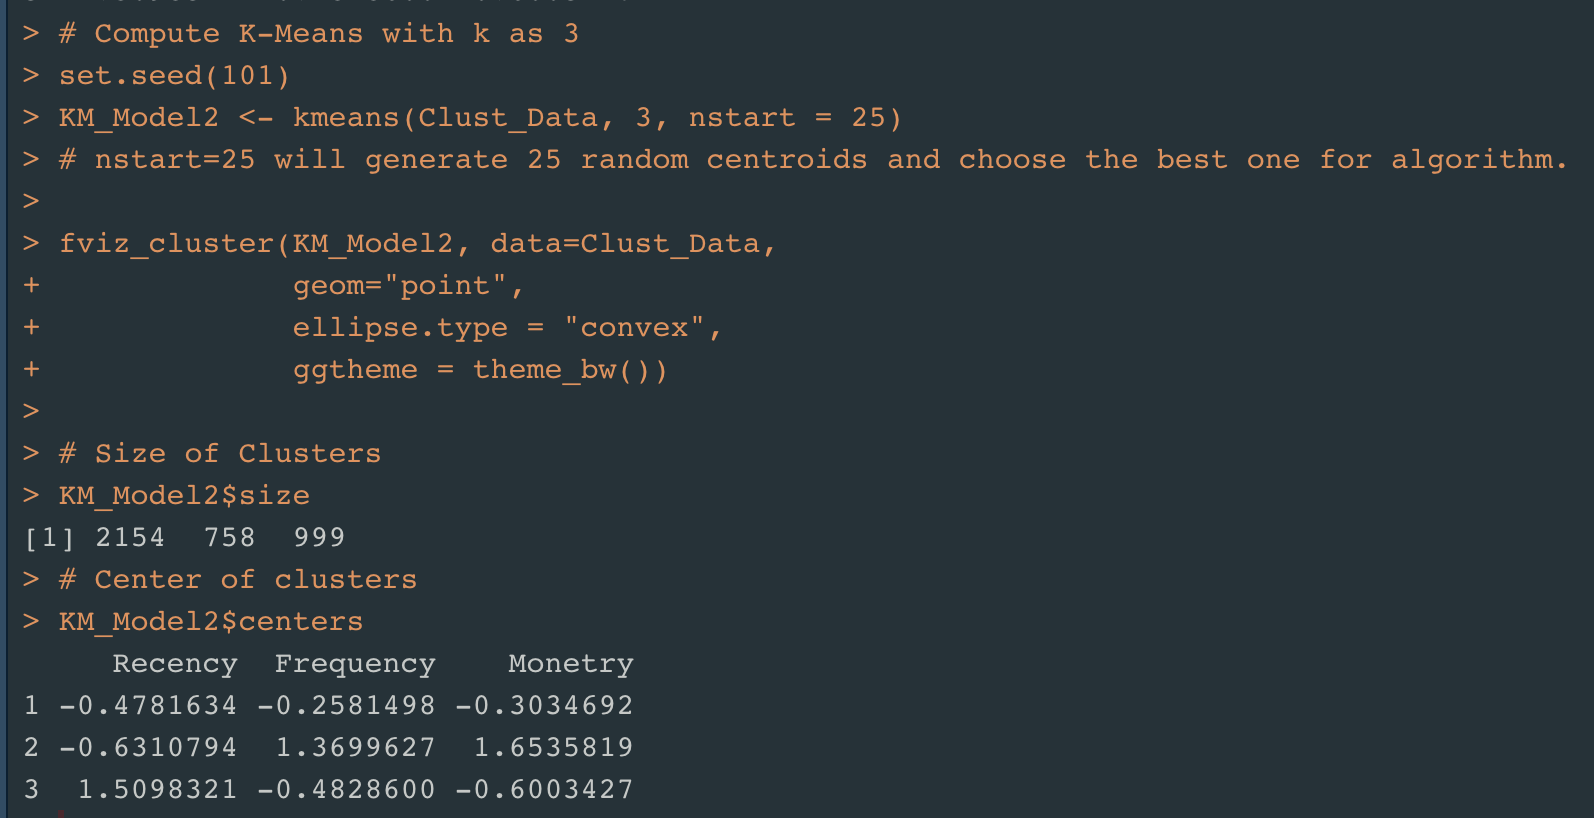 > # Compute K-Means with k as 3
> set.seed(101)
> KM_Model2 <- kmeans(Clust_Data, 3, nstart = 25)
> # nstart=25 will generate 25 random centroids and choose the best one for algorithm.
>
> fviz_cluster(KM_Model2, data=Clust_Data,
+              geom="point",
+              ellipse.type = "convex",
+              ggtheme = theme_bw())
>
> # Size of Clusters
> KM_Model2$size
[1] 2154  758  999
> # Center of clusters
> KM_Model2$centers
     Recency  Frequency    Monetry
1 -0.4781634 -0.2581498 -0.3034692
2 -0.6310794  1.3699627  1.6535819
3  1.5098321 -0.4828600 -0.6003427